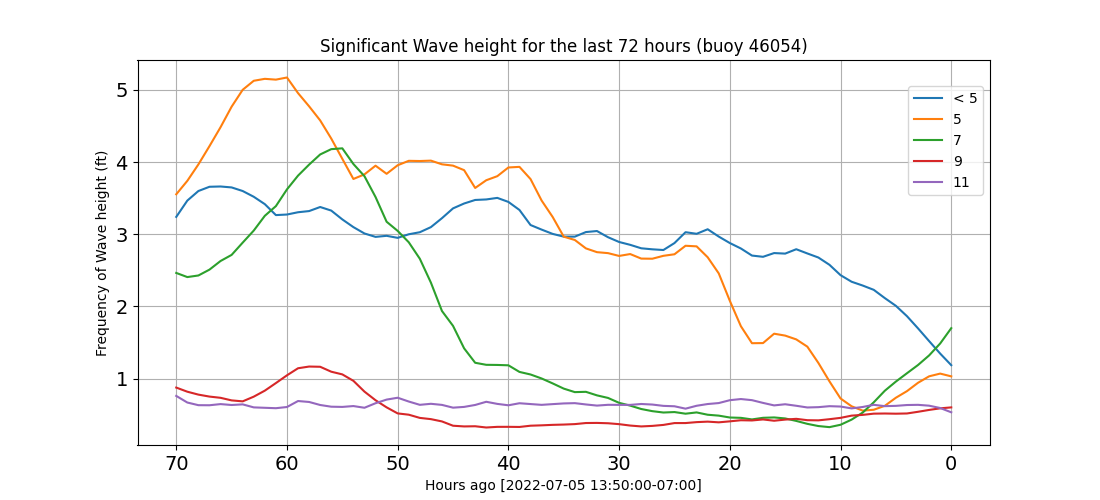 Significant Wave height for the last 72 hours (buoy 46054)
Frequency of Wave height (ft)
5
4
3
2
1
< 5
5
7
9
11
70 60 50 40 30 20 10 0
Hours ago [2022-07-05 13:50:00-07:00]